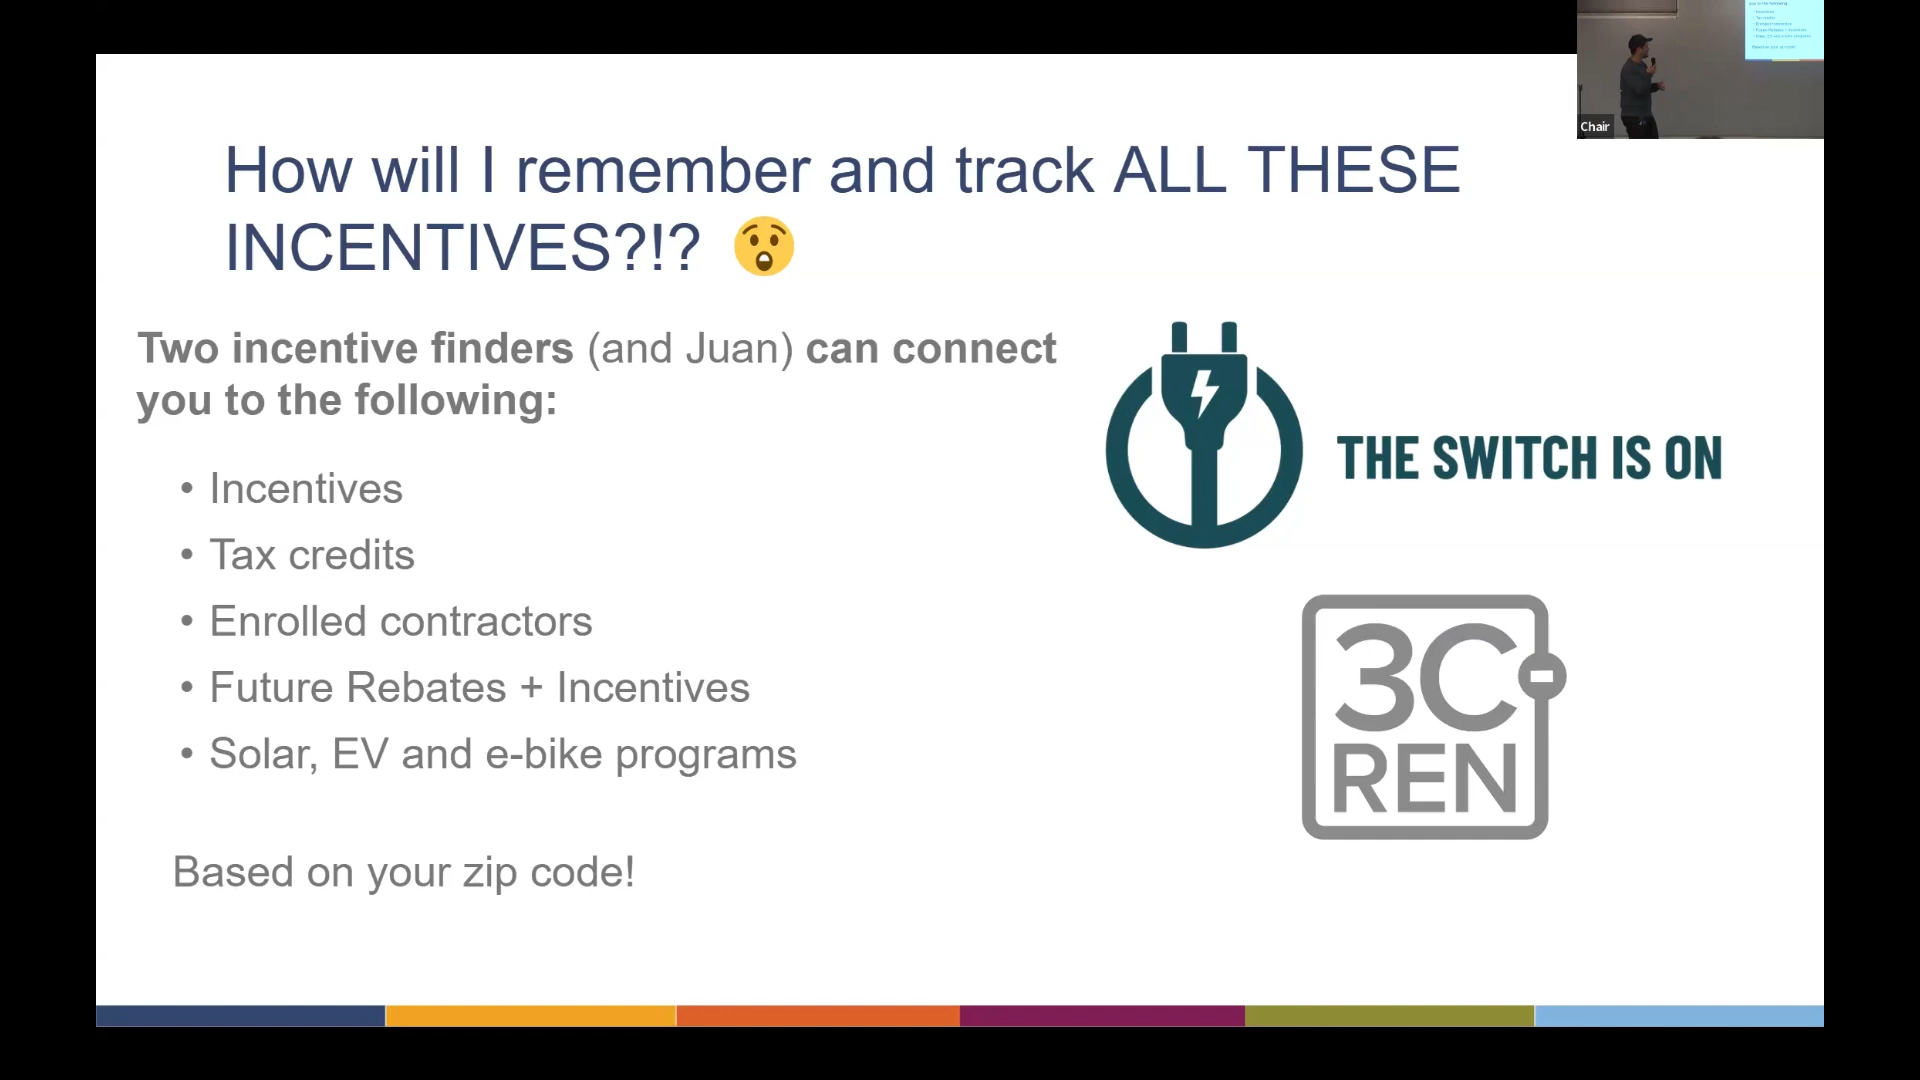 How will I remember and track ALL THESE
INCENTIVES?!? 😲
Two incentive finders (and Juan) can connect
you to the following:
• Incentives
• Tax credits
• Enrolled contractors
• Future Rebates + Incentives
• Solar, EV and e-bike programs
Based on your zip code!
THE SWITCH IS ON
3C
REN
Chair